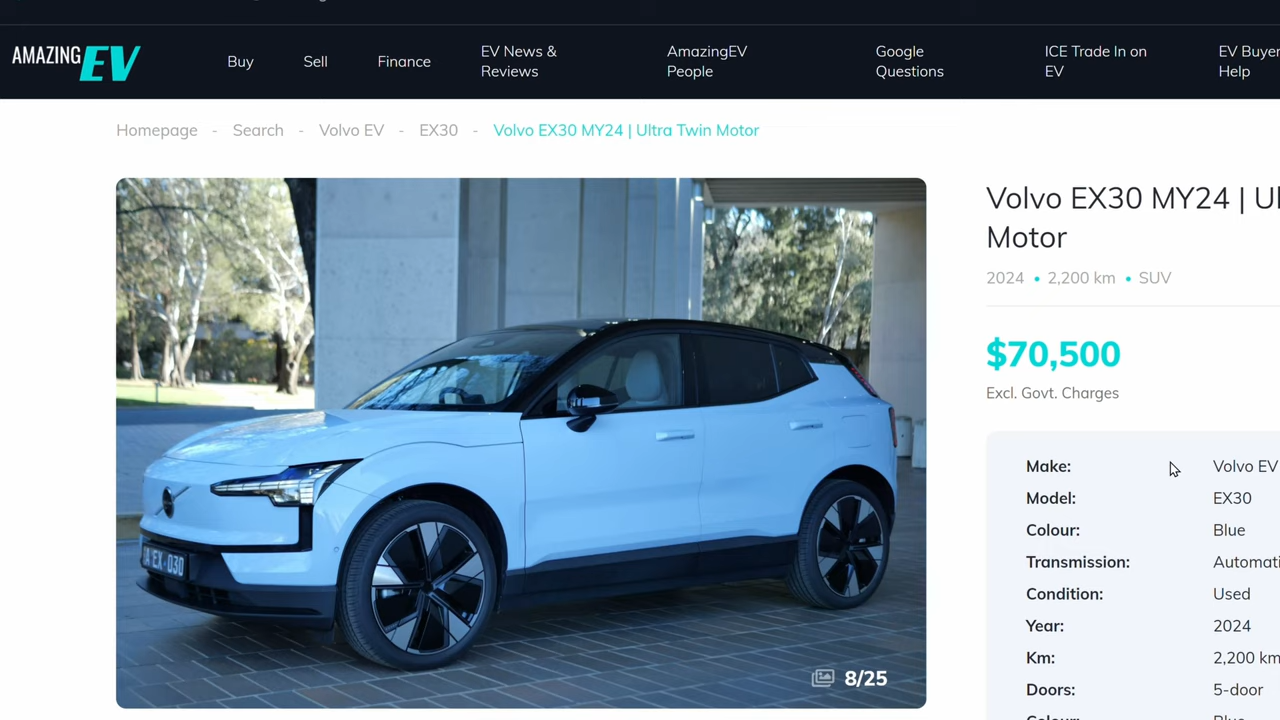 AMAZING EV
Buy
Sell
Finance
EV News &
Reviews
AmazingEV
People
Google
Questions
ICE Trade In on
EV
EV Buyer
Help
Homepage - Search - Volvo EV - EX30 - Volvo EX30 MY24 | Ultra Twin Motor
Volvo EX30 MY24 | Ul
Motor
2024 • 2,200 km • SUV
$70,500
Excl. Govt. Charges
Make: Volvo EV
Model: EX30
Colour: Blue
Transmission: Automati
Condition: Used
Year: 2024
Km: 2,200 km
Doors: 5-door
Colour: Blue
EX·030
8/25